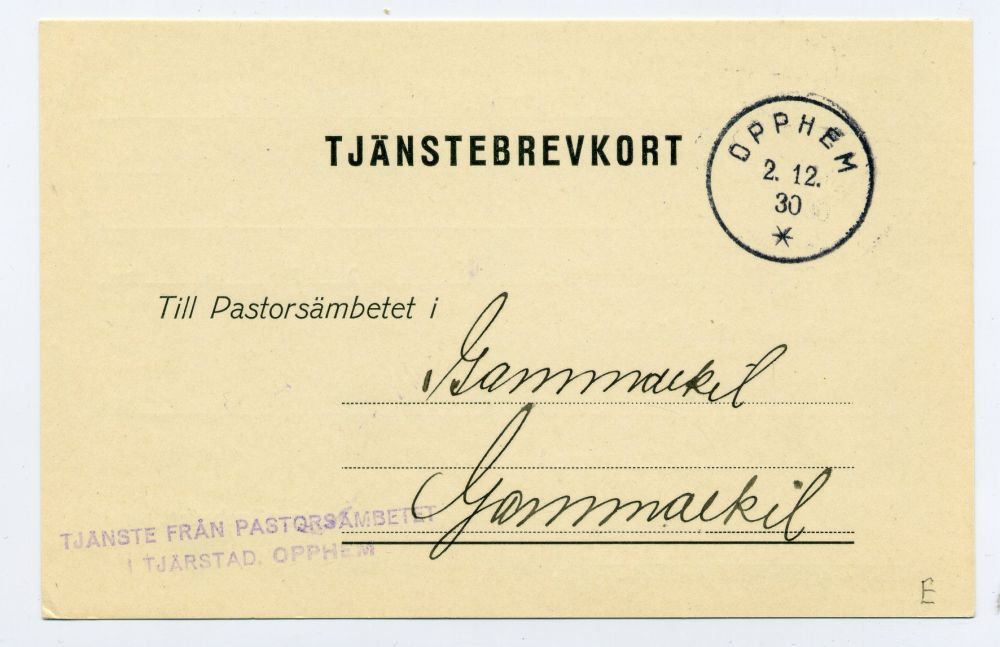 TJÄNSTEBREVKORT
OPPHEM
2. 12.
30
Till Pastorsämbetet i Gammalkil
Gammalkil
TJÄNSTE FRÅN PASTORSÄMBETET
I TJÄRSTAD. OPPHEM
E